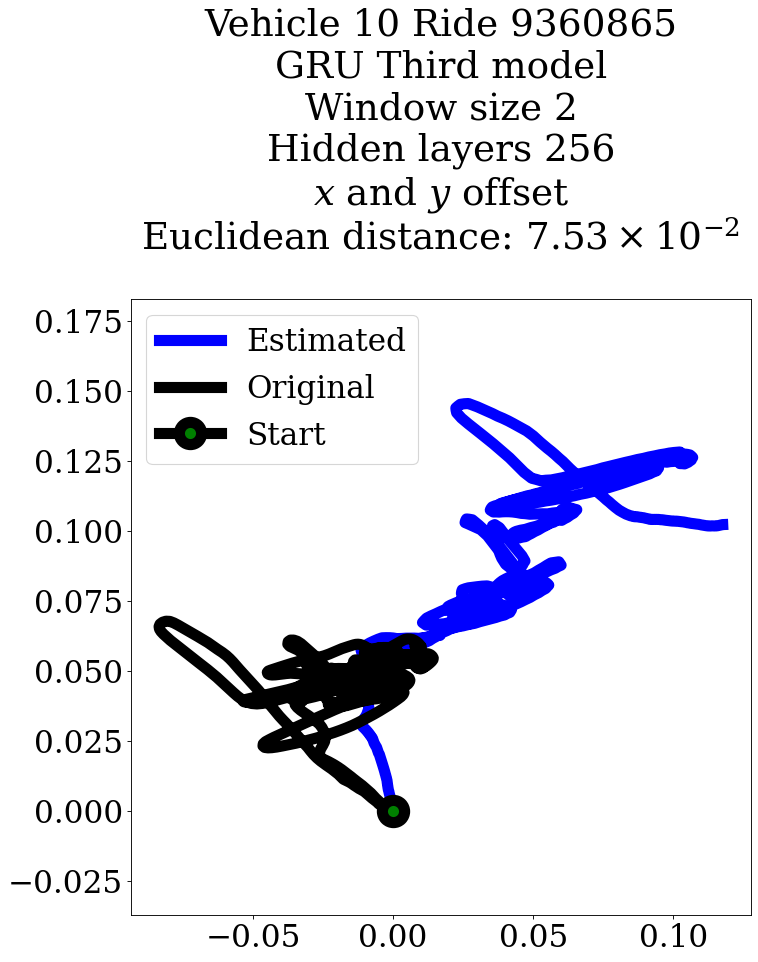 Vehicle 10 Ride 9360865
GRU Third model
Window size 2
Hidden layers 256
x and y offset
Euclidean distance: 7.53 × 10⁻²
Estimated
Original
Start
0.175
0.150
0.125
0.100
0.075
0.050
0.025
0.000
−0.025
−0.05 0.00 0.05 0.10